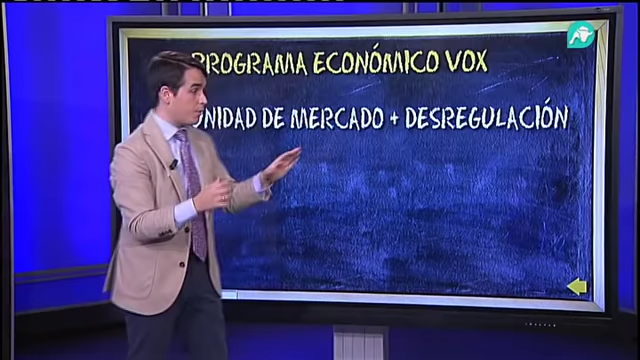 PROGRAMA ECONÓMICO VOX
UNIDAD DE MERCADO + DESREGULACIÓN